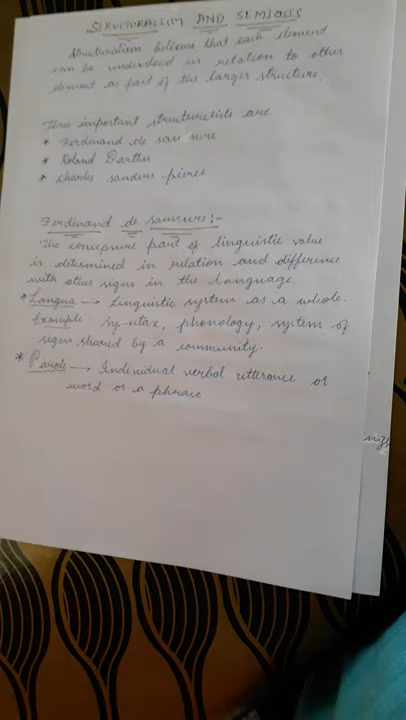 STRUCTURALISM AND SEMIOSIS
Structuralism believes that each element
can be understood in relation to other
element as part of the larger structure.
Three important structuralists are
* Ferdinand de saussure
* Roland Barthes
* Charles sanders pierce
Ferdinand de saussure:-
The concepsure part of linguistic value
is determined in relation and difference
with other signs in the language.
* Langua → Linguistic system as a whole.
Example syntax, phonology, system of
signs shared by a community.
* Parole → Individual verbal utterance or
word or a phrase
ings